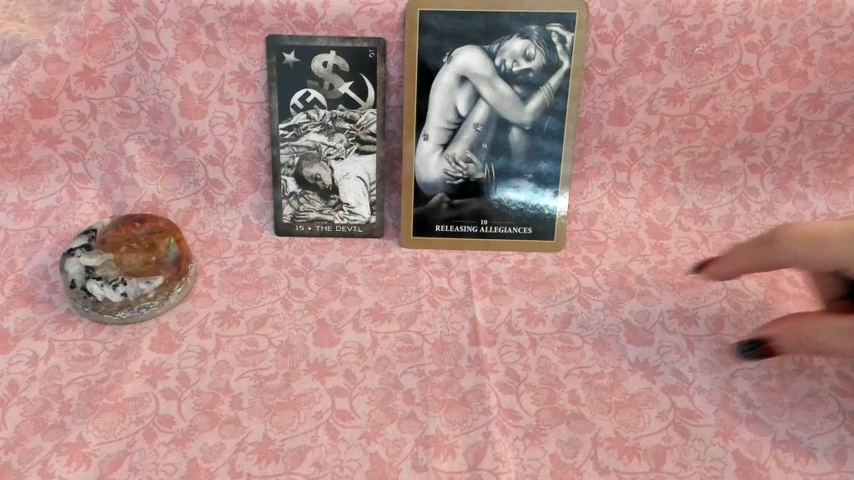 15 ★ THE DEVIL
10
RELEASING ALLEGIANCES